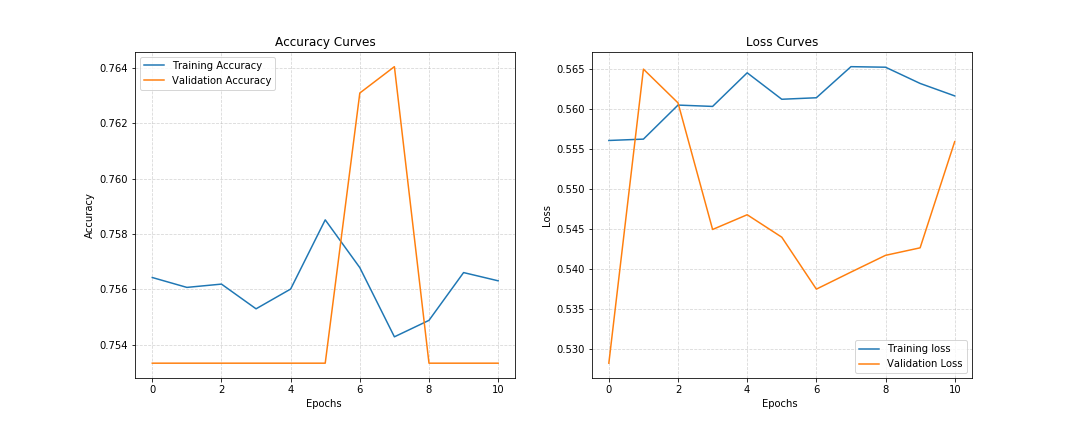 Accuracy Curves
Training Accuracy
Validation Accuracy
0.764
0.762
0.760
0.758
0.756
0.754
Accuracy
0 2 4 6 8 10
Epochs
Loss Curves
0.565
0.560
0.555
0.550
0.545
0.540
0.535
0.530
Loss
Training loss
Validation Loss
0 2 4 6 8 10
Epochs